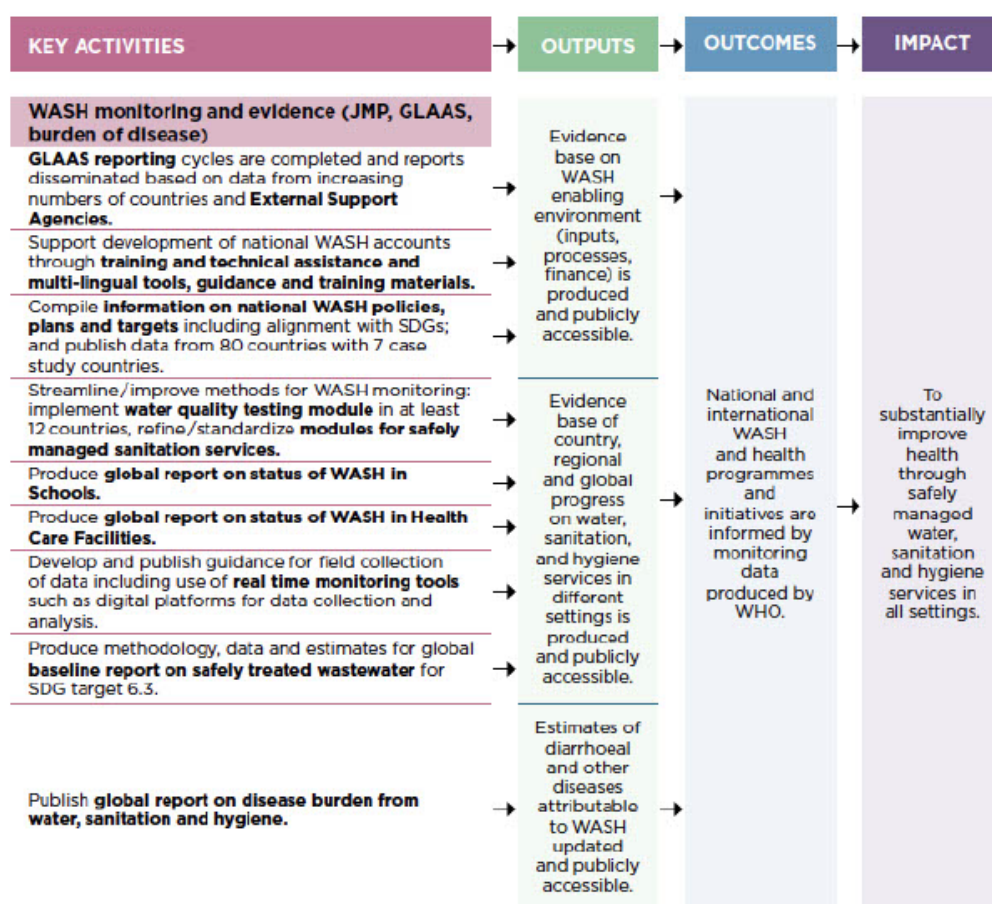 KEY ACTIVITIES
OUTPUTS
OUTCOMES
IMPACT
WASH monitoring and evidence (JMP, GLAAS,
burden of disease)
GLAAS reporting cycles are completed and reports
disseminated based on data from increasing
numbers of countries and External Support
Agencies.
Support development of national WASH accounts
through training and technical assistance and
multi-lingual tools, guidance and training materials.
Compile information on national WASH policies,
plans and targets including alignment with SDGs;
and publish data from 80 countries with 7 case
study countries.
Streamline/improve methods for WASH monitoring:
implement water quality testing module in at least
12 countries, refine/standardize modules for safely
managed sanitation services.
Produce global report on status of WASH in
Schools.
Produce global report on status of WASH in Health
Care Facilities.
Develop and publish guidance for field collection
of data including use of real time monitoring tools
such as digital platforms for data collection and
analysis.
Produce methodology, data and estimates for global
baseline report on safely treated wastewater for
SDG target 6.3.
Publish global report on disease burden from
water, sanitation and hygiene.
Evidence
base on
WASH
enabling
environment
(inputs,
processes,
finance) is
produced
and publicly
accessible.
Evidence
base of
country,
regional
and global
progress
on water,
sanitation,
and hygiene
services in
different
settings is
produced
and publicly
accessible.
Estimates of
diarrhoeal
and other
diseases
attributable
to WASH
updated
and publicly
accessible.
National and
international
WASH
and health
programmes
and
initiatives are
informed by
monitoring
data
produced by
WHO.
To
substantially
improve
health
through
safely
managed
water,
sanitation
and hygiene
services in
all settings.